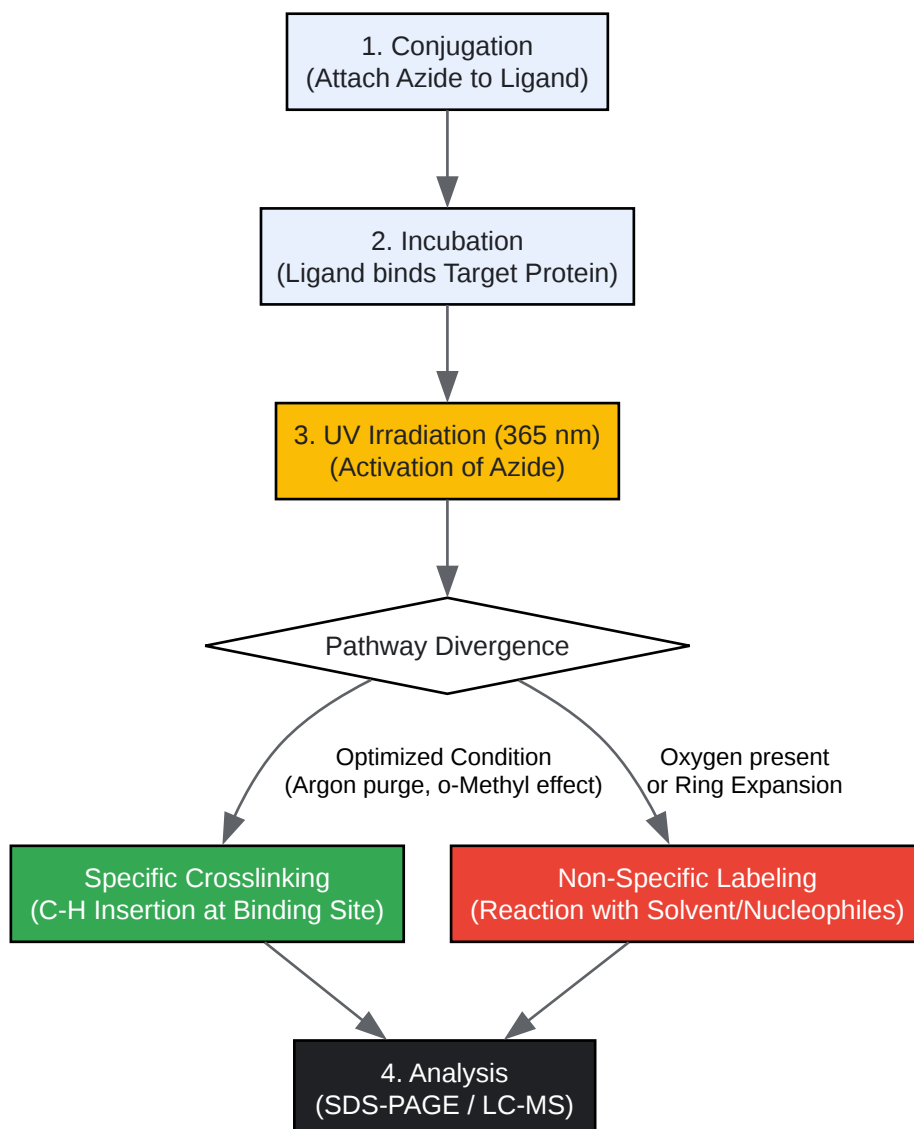 1. Conjugation
(Attach Azide to Ligand)
2. Incubation
(Ligand binds Target Protein)
3. UV Irradiation (365 nm)
(Activation of Azide)
Pathway Divergence
Optimized Condition
(Argon purge, o-Methyl effect)
Oxygen present
or Ring Expansion
Specific Crosslinking
(C-H Insertion at Binding Site)
Non-Specific Labeling
(Reaction with Solvent/Nucleophiles)
4. Analysis
(SDS-PAGE / LC-MS)